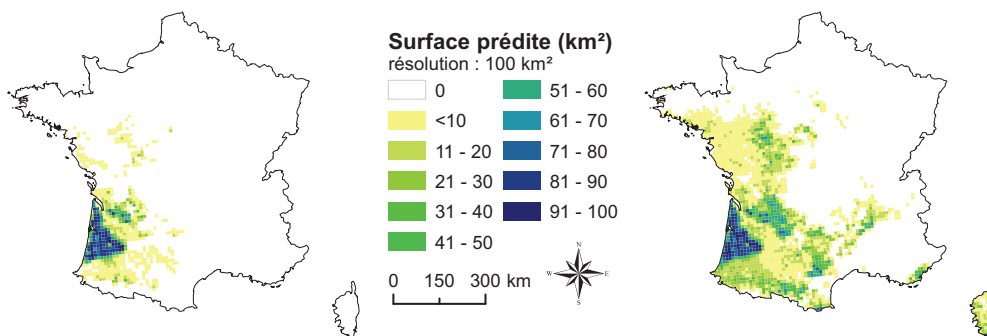 Surface prédite (km²)
résolution : 100 km²
0
<10
11 - 20
21 - 30
31 - 40
41 - 50
51 - 60
61 - 70
71 - 80
81 - 90
91 - 100
0 150 300 km
N
W E
S